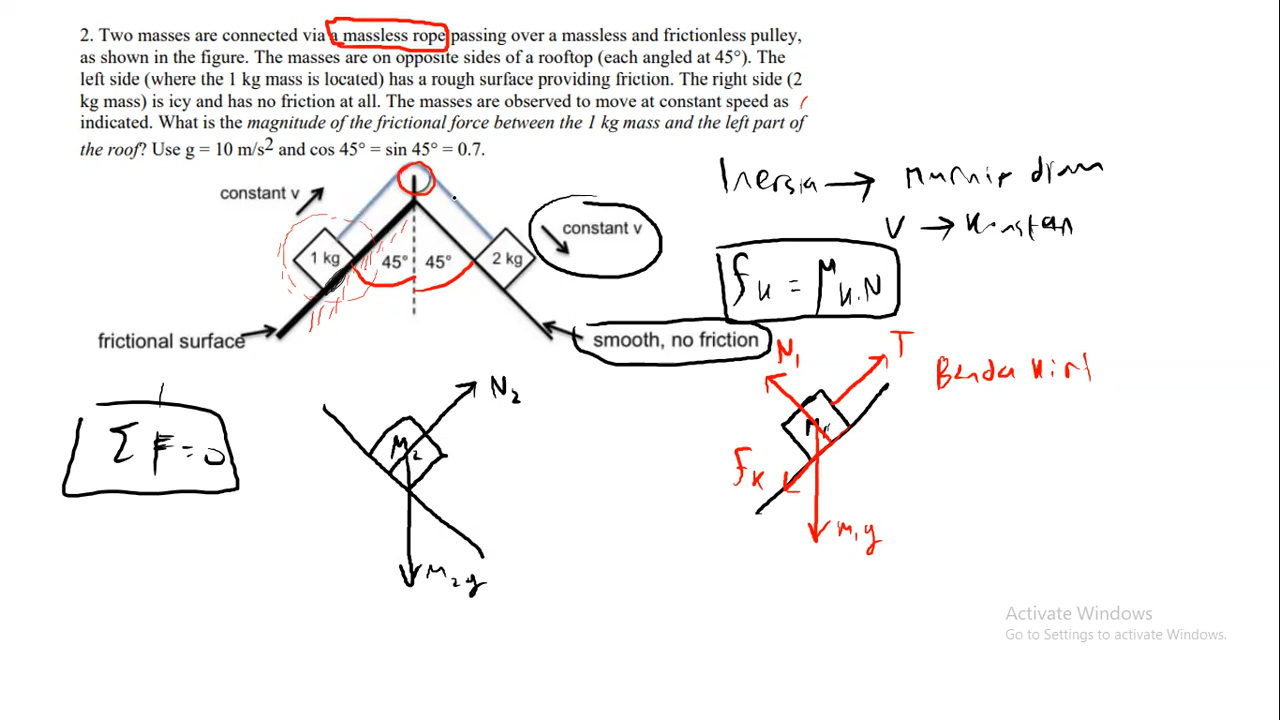 2. Two masses are connected via a massless rope passing over a massless and frictionless pulley,
as shown in the figure. The masses are on opposite sides of a rooftop (each angled at 45°). The
left side (where the 1 kg mass is located) has a rough surface providing friction. The right side (2
kg mass) is icy and has no friction at all. The masses are observed to move at constant speed as
indicated. What is the magnitude of the frictional force between the 1 kg mass and the left part of
the roof? Use g = 10 m/s² and cos 45° = sin 45° = 0.7.
constant v
constant v
1 kg
45°
45°
2 kg
frictional surface
smooth, no friction
Inersia →
V → Konstan
fk = μk.N
Σ F = 0
N2
M2
M2g
N1
T
M1
fk
m1g
Benda kiri
Activate Windows
Go to Settings to activate Windows.